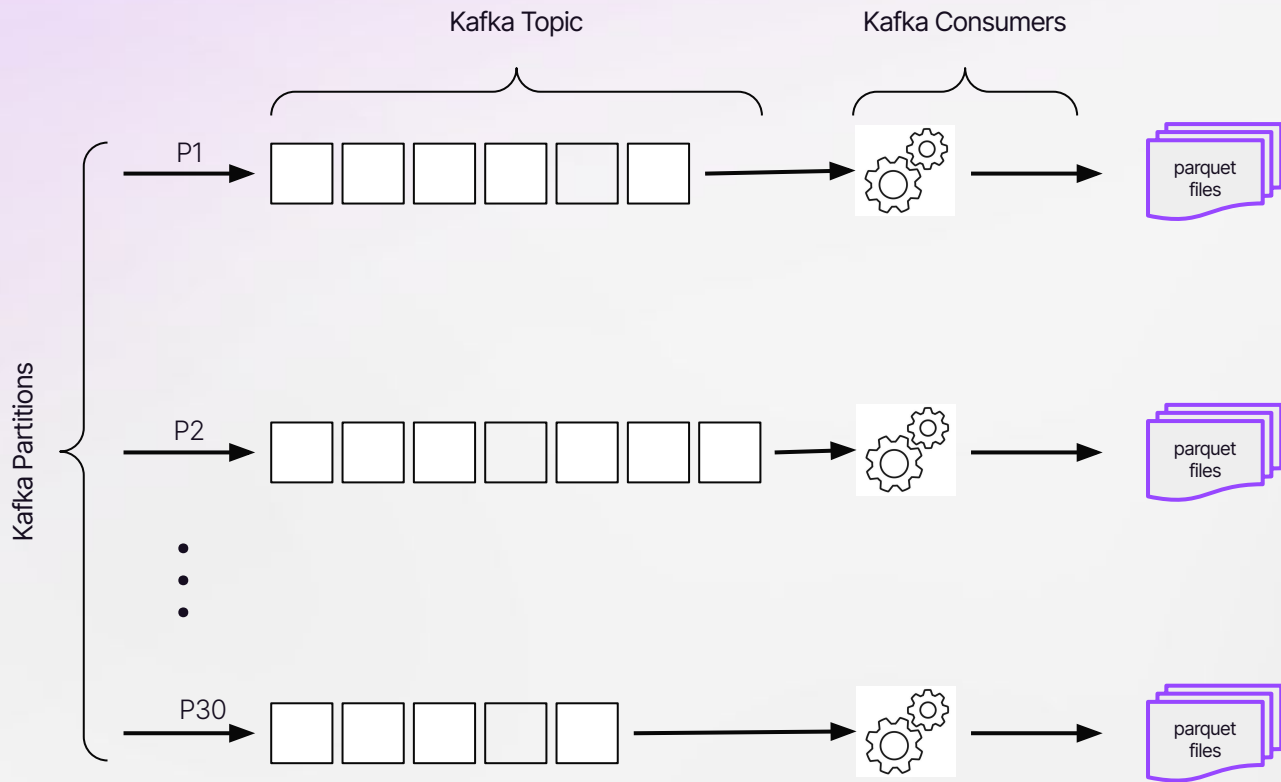 Kafka Topic
Kafka Consumers
Kafka Partitions
P1
parquet
files
P2
parquet
files
P30
parquet
files